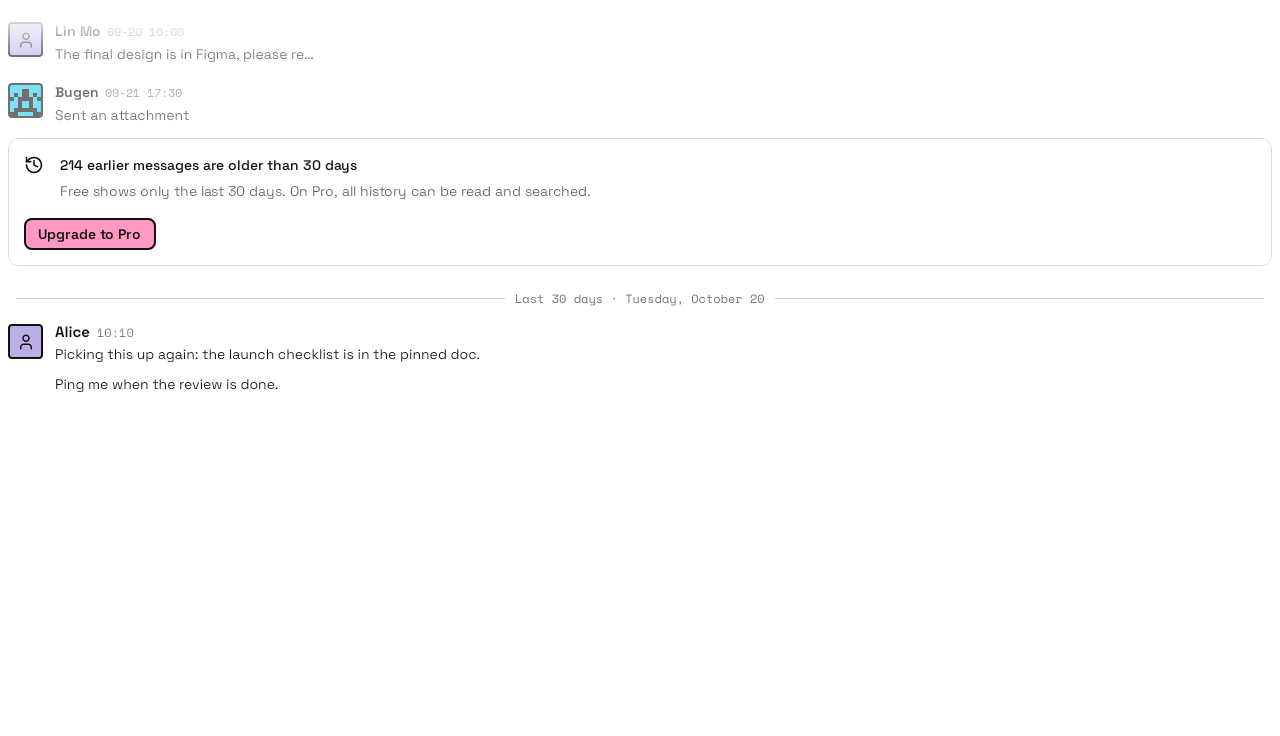 Lin Mo 09-20 16:00
The final design is in Figma, please re…
Bugen 09-21 17:30
Sent an attachment
214 earlier messages are older than 30 days
Free shows only the last 30 days. On Pro, all history can be read and searched.
Upgrade to Pro
Last 30 days · Tuesday, October 20
Alice 10:10
Picking this up again: the launch checklist is in the pinned doc.
Ping me when the review is done.